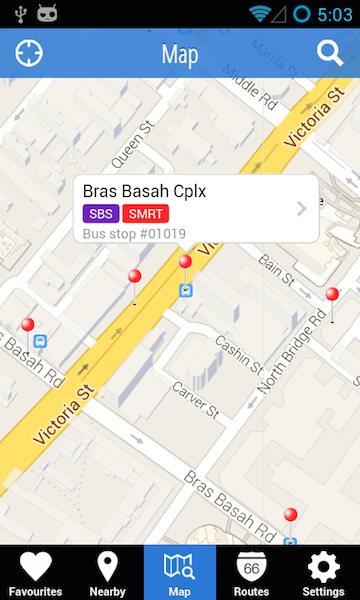 5:03
Map
Manila St
Middle Rd
Victoria St
Queen St
Bras Basah Cplx
SBS SMRT
Bus stop #01019
Bain St
Cashin St
North Bridge Rd
Carver St
Basah Rd
Victoria St
Bras Basah Rd
66
Favourites Nearby Map Routes Settings